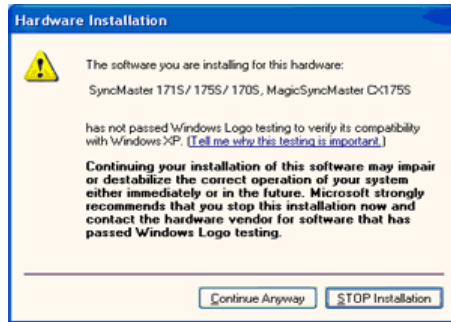 Hardware Installation
The software you are installing for this hardware:
SyncMaster 171S/ 175S/ 170S, MagicSyncMaster CX175S
has not passed Windows Logo testing to verify its compatibility
with Windows XP. (Tell me why this testing is important.)
Continuing your installation of this software may impair
or destabilize the correct operation of your system
either immediately or in the future. Microsoft strongly
recommends that you stop this installation now and
contact the hardware vendor for software that has
passed Windows Logo testing.
Continue Anyway
STOP Installation